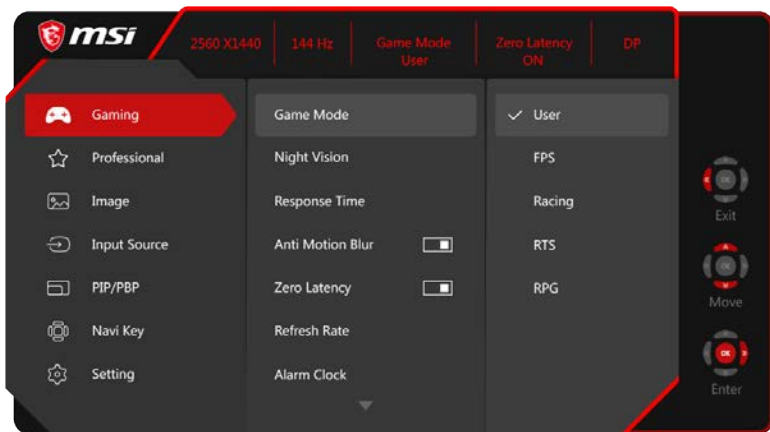 msi
2560 X1440
144 Hz
Game Mode
User
Zero Latency
ON
DP
Gaming
Professional
Image
Input Source
PIP/PBP
Navi Key
Setting
Game Mode
Night Vision
Response Time
Anti Motion Blur
Zero Latency
Refresh Rate
Alarm Clock
User
FPS
Racing
RTS
RPG
OK
Exit
OK
Move
OK
Enter